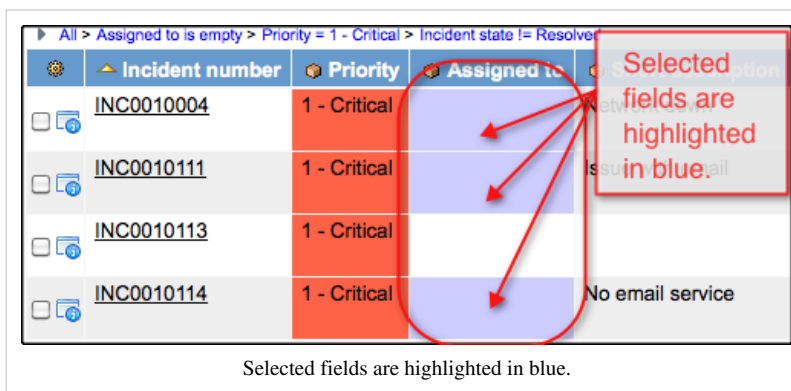 All > Assigned to is empty > Priority = 1 - Critical > Incident state != Resolved
Incident number Priority Assigned to
INC0010004 1 - Critical
INC0010111 1 - Critical
INC0010113 1 - Critical
INC0010114 1 - Critical No email service
Selected
fields are
highlighted
in blue.
Selected fields are highlighted in blue.